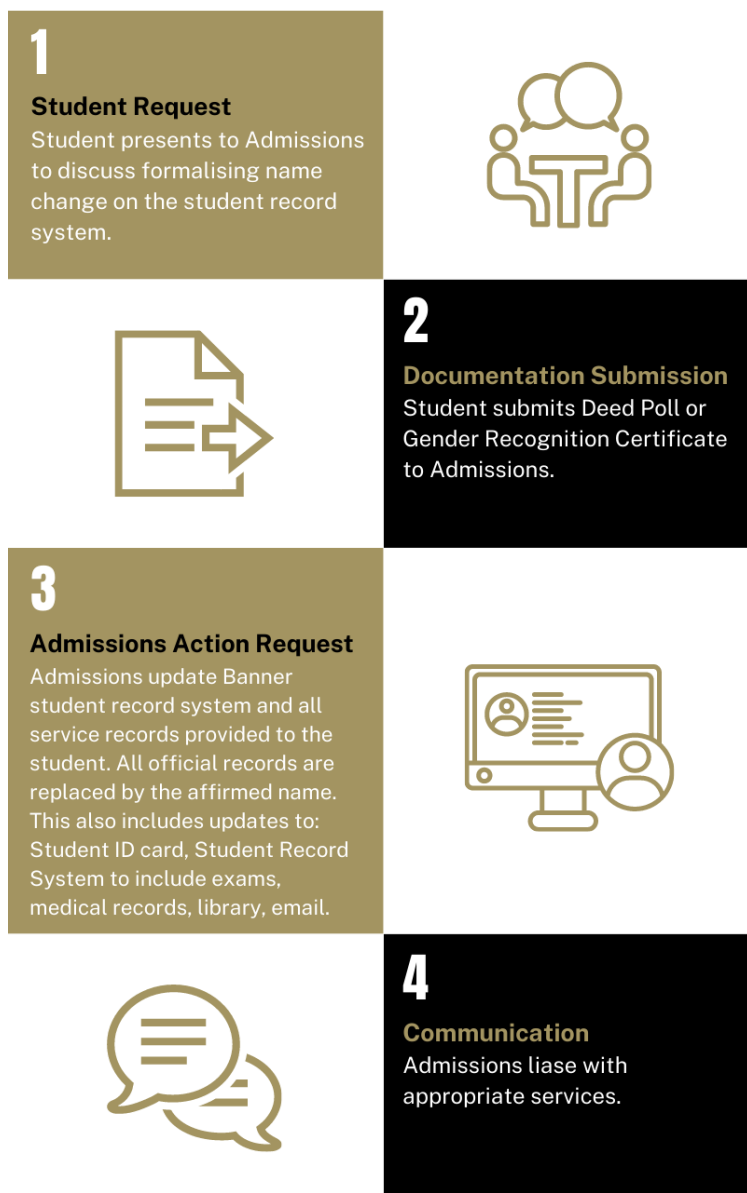 1
Student Request
Student presents to Admissions
to discuss formalising name
change on the student record
system.
2
Documentation Submission
Student submits Deed Poll or
Gender Recognition Certificate
to Admissions.
3
Admissions Action Request
Admissions update Banner
student record system and all
service records provided to the
student. All official records are
replaced by the affirmed name.
This also includes updates to:
Student ID card, Student Record
System to include exams,
medical records, library, email.
4
Communication
Admissions liase with
appropriate services.